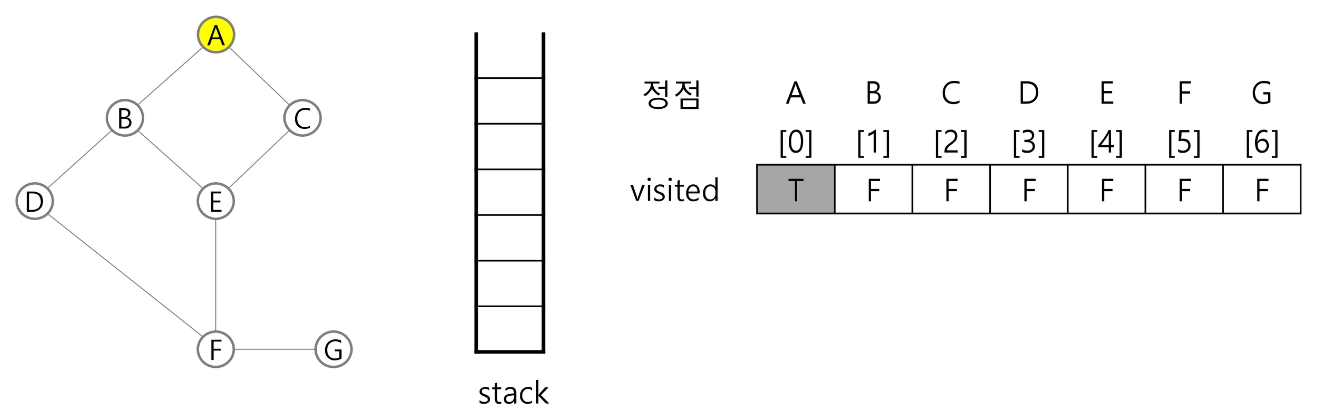 A
B
C
D
E
F
G
stack
정점 A B C D E F G
[0] [1] [2] [3] [4] [5] [6]
visited T F F F F F F